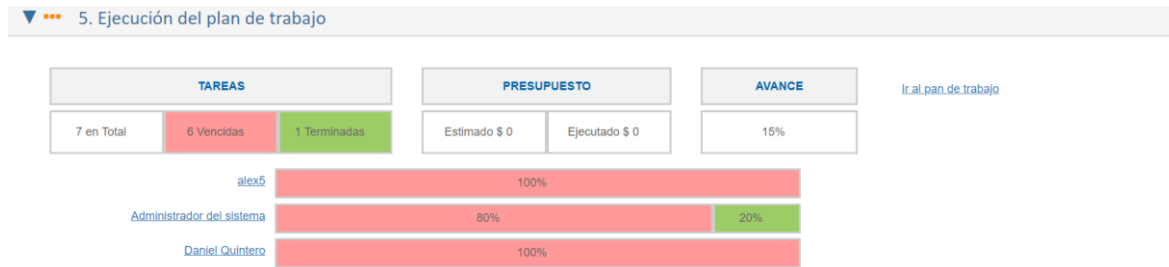 5. Ejecución del plan de trabajo
TAREAS PRESUPUESTO AVANCE Ir al pan de trabajo
7 en Total 6 Vencidas 1 Terminadas Estimado $ 0 Ejecutado $ 0 15%
alex5 100%
Administrador del sistema 80% 20%
Daniel Quintero 100%